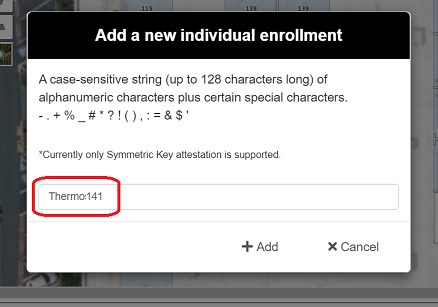 115 138 139
Add a new individual enrollment
A case-sensitive string (up to 128 characters long) of
alphanumeric characters plus certain special characters.
- . + % _ # * ? ! ( ) , : = & $ '
*Currently only Symmetric Key attestation is supported.
Thermo141
+ Add × Cancel